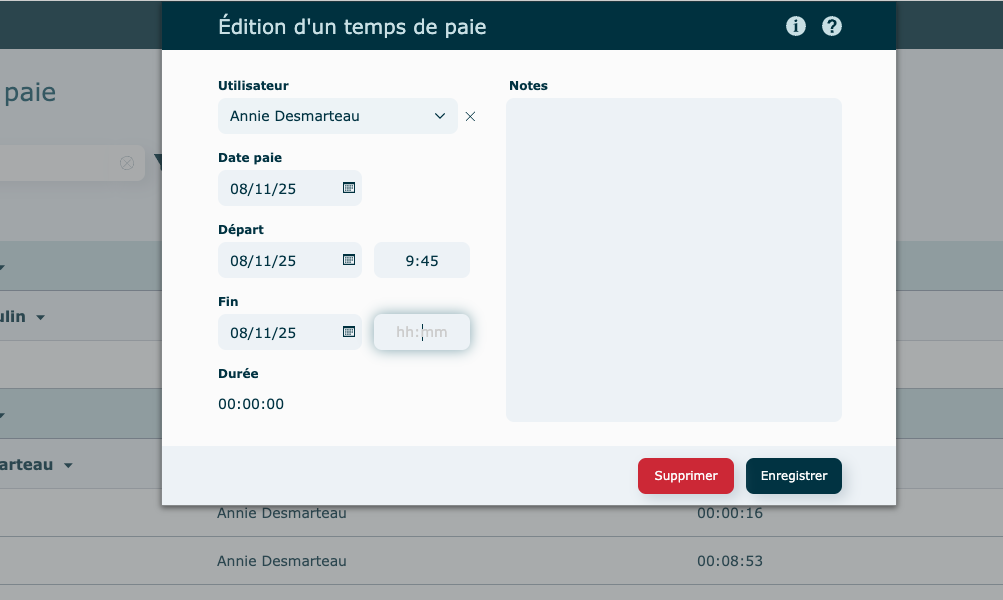 Édition d'un temps de paie
paie
Utilisateur
Annie Desmarteau
Date paie
08/11/25
Départ
08/11/25
9:45
Fin
08/11/25
hh:mm
Durée
00:00:00
Notes
Supprimer
Enregistrer
ulin
arteau
Annie Desmarteau
00:00:16
Annie Desmarteau
00:08:53